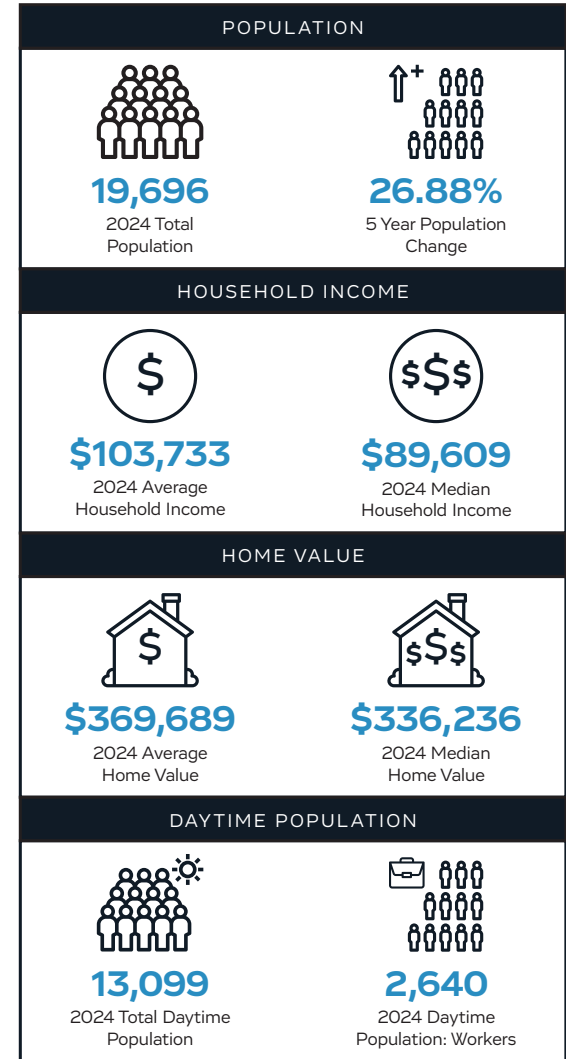 POPULATION
19,696
2024 Total
Population
26.88%
5 Year Population
Change
HOUSEHOLD INCOME
$
$103,733
2024 Average
Household Income
$$$
$89,609
2024 Median
Household Income
HOME VALUE
$
$369,689
2024 Average
Home Value
$$$
$336,236
2024 Median
Home Value
DAYTIME POPULATION
13,099
2024 Total Daytime
Population
2,640
2024 Daytime
Population: Workers